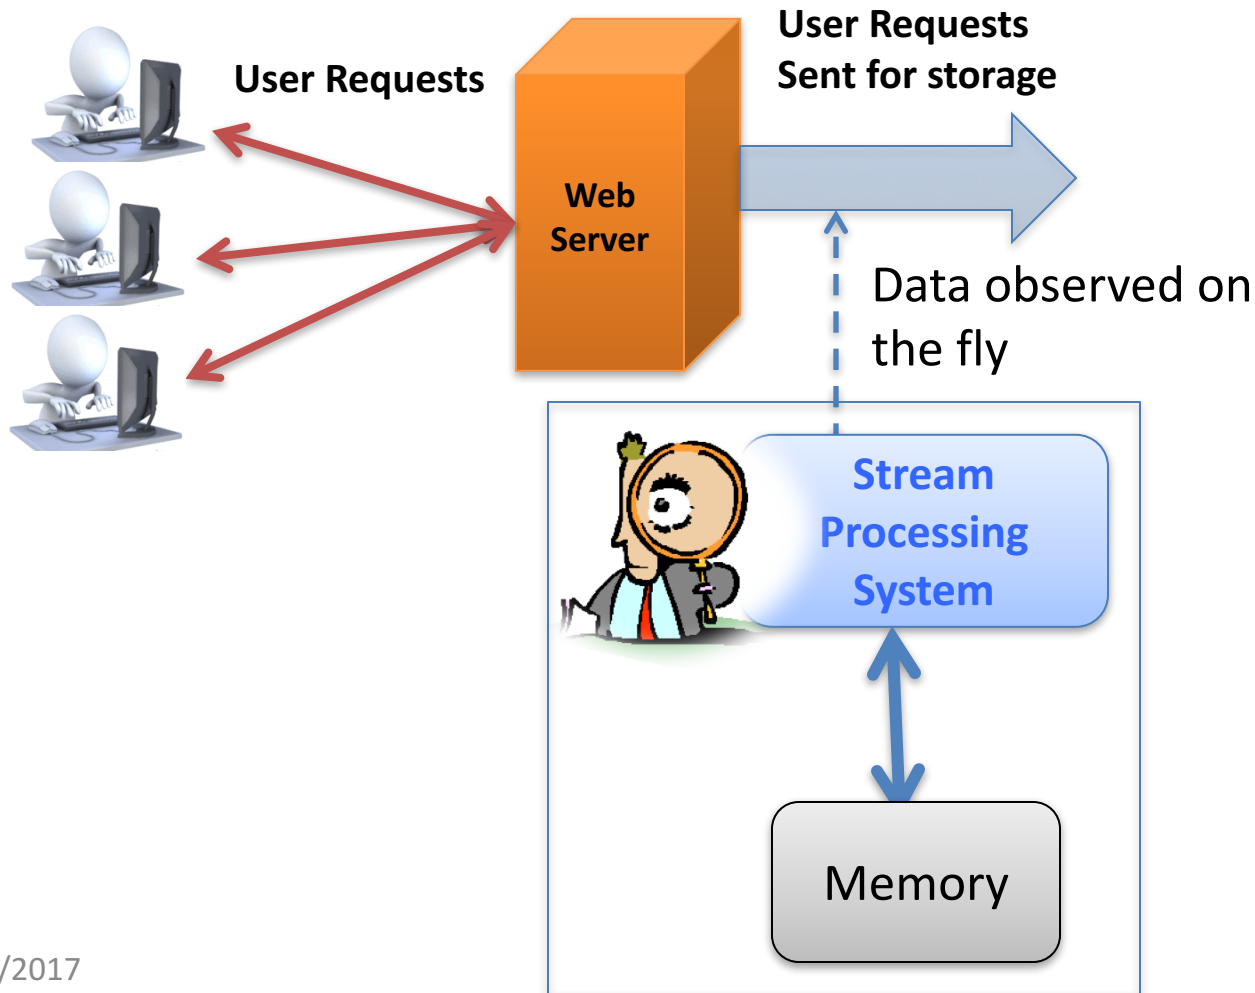 User Requests
User Requests
Sent for storage
Web
Server
Data observed on
the fly
Stream
Processing
System
Memory
/2017